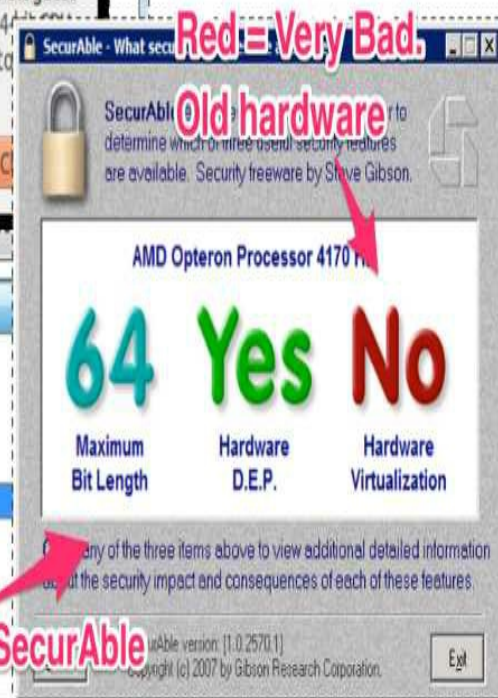 Red = Very Bad.
Old hardware
SecurAble - What
determine which of three useful security features
are available. Security freeware by Steve Gibson.
AMD Opteron Processor 4170
64 Yes No
Maximum Bit Length
Hardware D.E.P.
Hardware Virtualization
any of the three items above to view additional detailed information
the security impact and consequences of each of these features.
SecurAble
version: [1.0.2570.1]
Copyright (c) 2007 by Gibson Research Corporation.
Exit